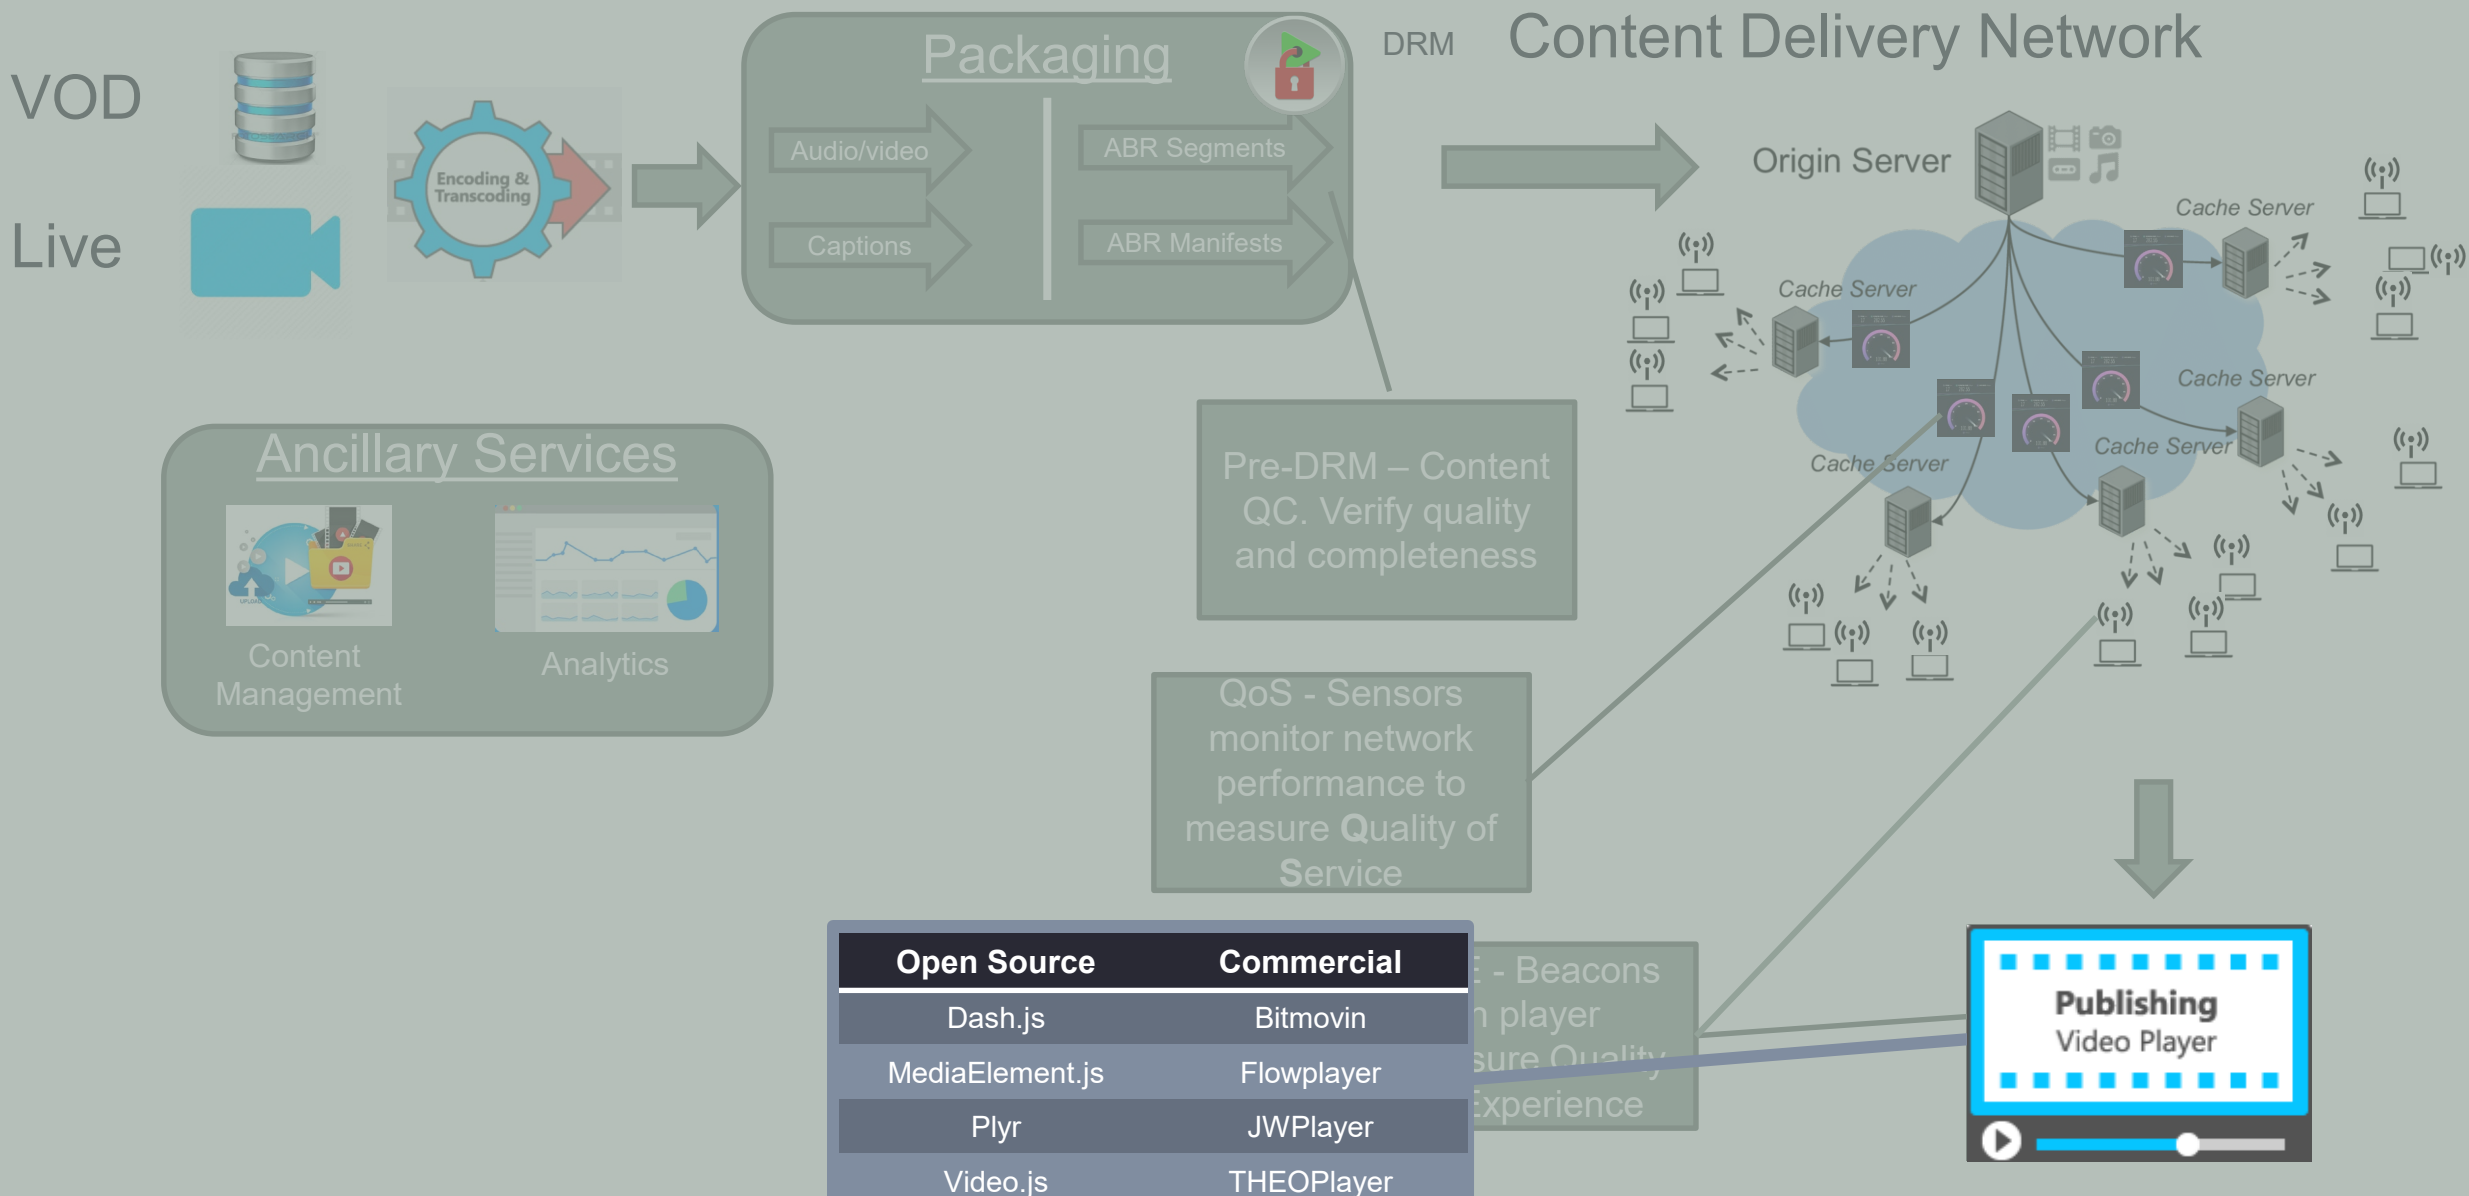 VOD
Live
Encoding &
Transcoding
Packaging
Audio/video
Captions
ABR Segments
ABR Manifests
DRM
Content Delivery Network
Origin Server
Cache Server
Cache Server
Cache Server
Cache Server
Cache Server
Ancillary Services
UPLOAD
Content
Management
Analytics
Pre-DRM – Content
QC. Verify quality
and completeness
QoS - Sensors
monitor network
performance to
measure Quality of
Service
- Beacons
player
sure Quality
Experience
Open Source Commercial
Dash.js Bitmovin
MediaElement.js Flowplayer
Plyr JWPlayer
Video.js THEOPlayer
Publishing
Video Player